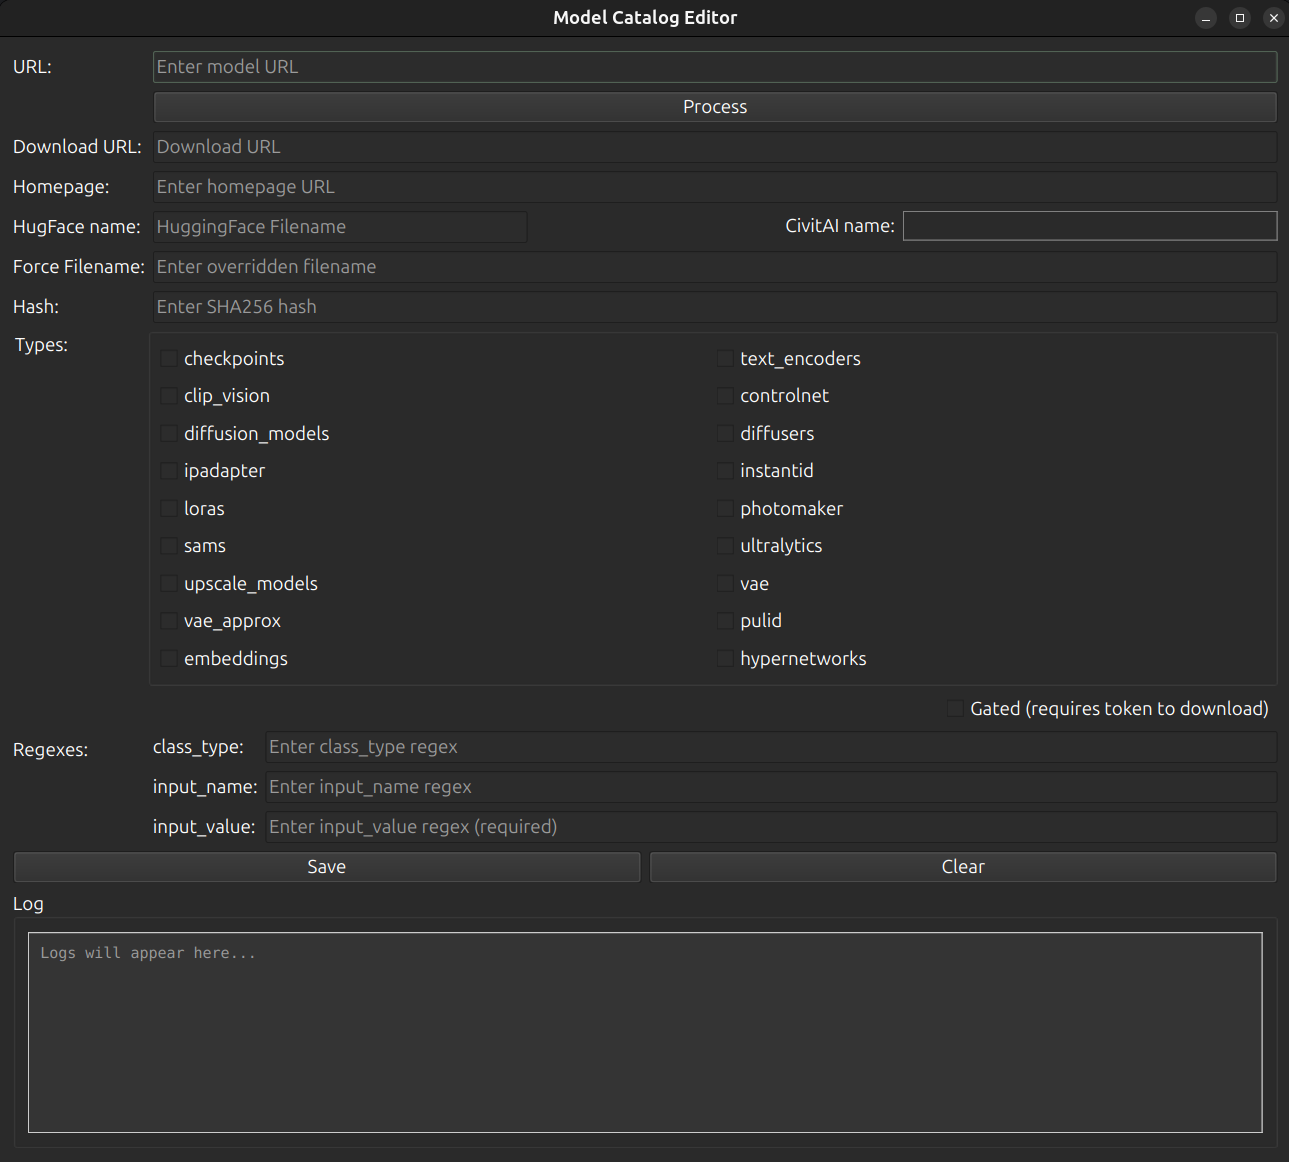 Model Catalog Editor
URL: Enter model URL
Process
Download URL: Download URL
Homepage: Enter homepage URL
HugFace name: HuggingFace Filename CivitAI name:
Force Filename: Enter overridden filename
Hash: Enter SHA256 hash
Types:
checkpoints text_encoders
clip_vision controlnet
diffusion_models diffusers
ipadapter instantid
loras photomaker
sams ultralytics
upscale_models vae
vae_approx pulid
embeddings hypernetworks
Gated (requires token to download)
Regexes: class_type: Enter class_type regex
input_name: Enter input_name regex
input_value: Enter input_value regex (required)
Save Clear
Log
Logs will appear here...